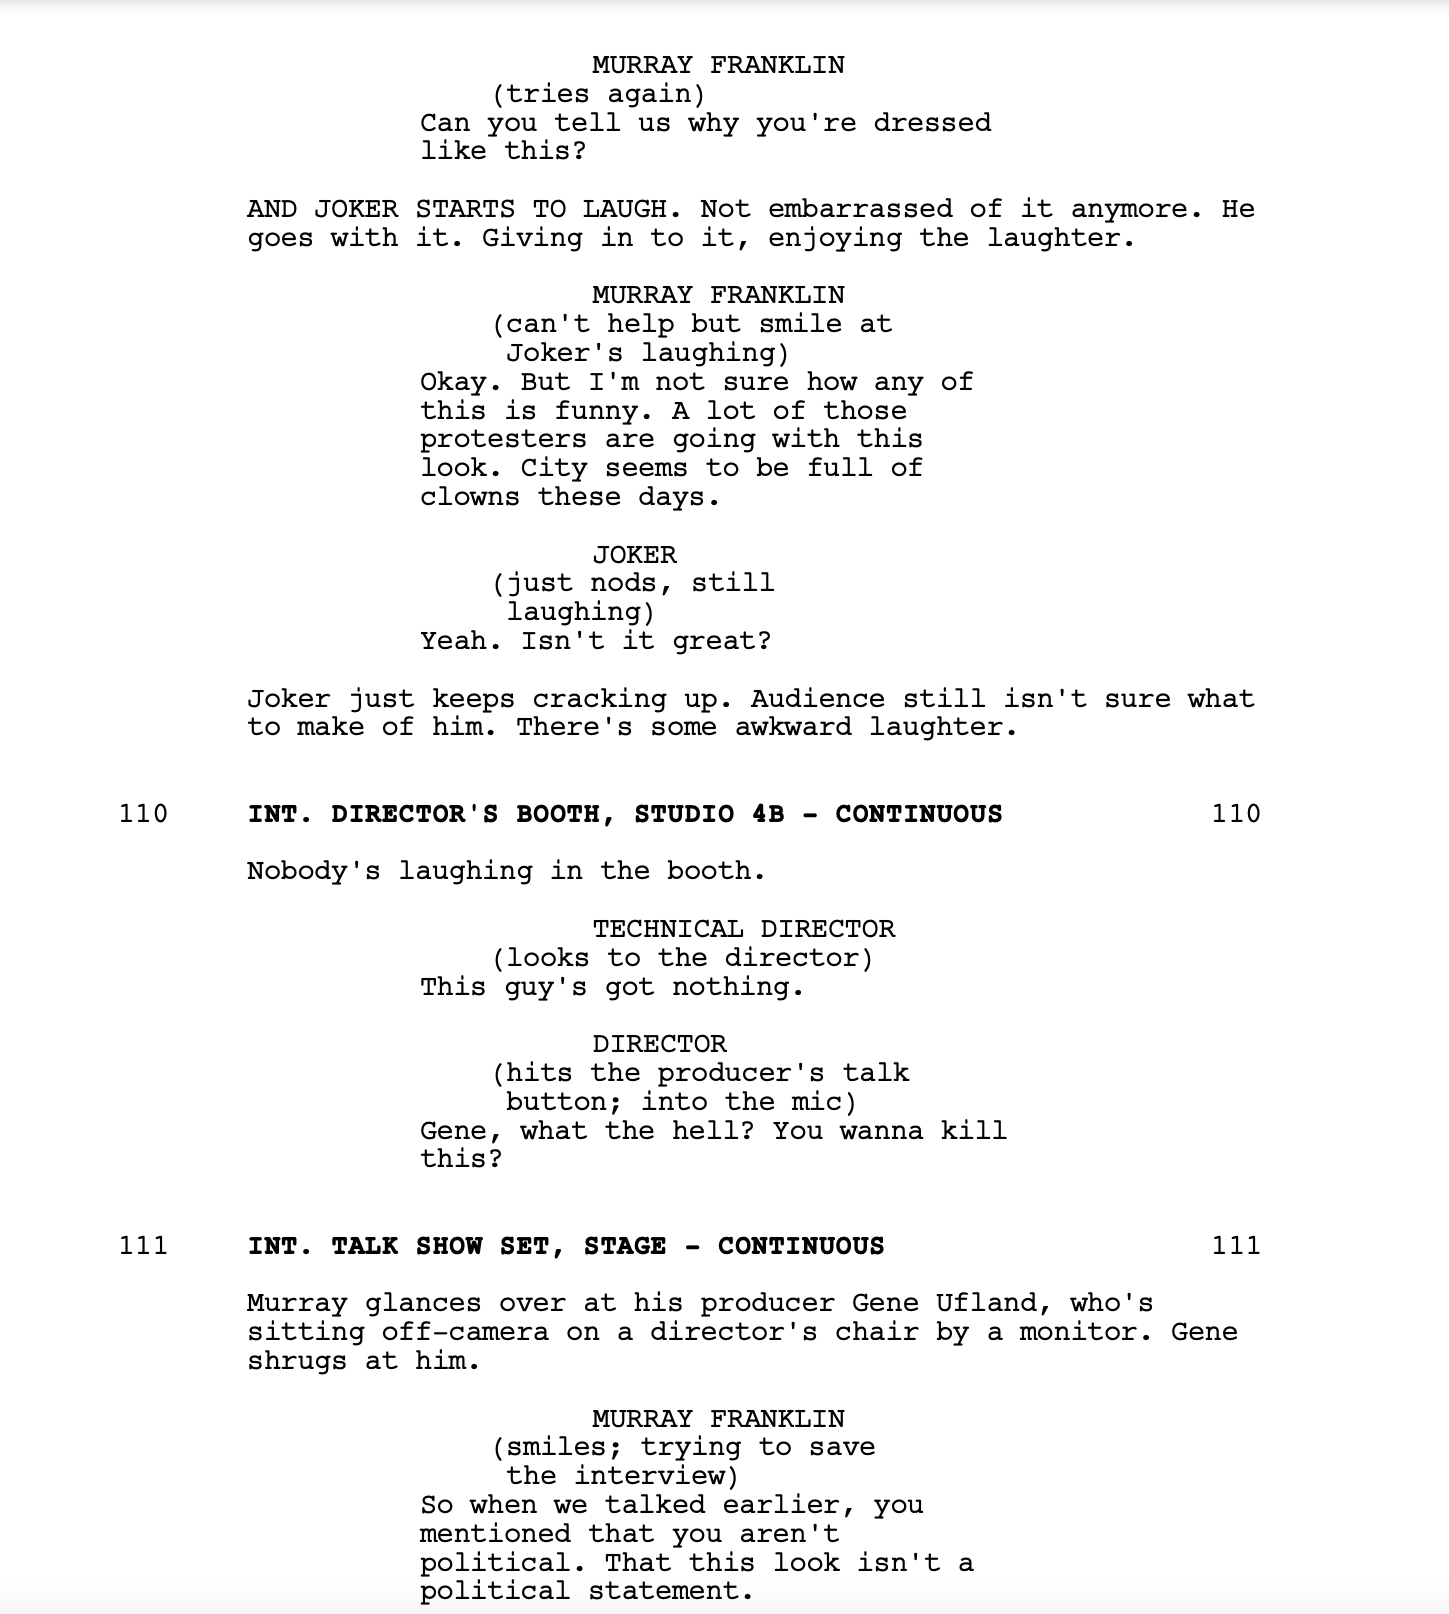 MURRAY FRANKLIN
(tries again)
Can you tell us why you're dressed
like this?
AND JOKER STARTS TO LAUGH. Not embarrassed of it anymore. He
goes with it. Giving in to it, enjoying the laughter.
MURRAY FRANKLIN
(can't help but smile at
Joker's laughing)
Okay. But I'm not sure how any of
this is funny. A lot of those
protesters are going with this
look. City seems to be full of
clowns these days.
JOKER
(just nods, still
laughing)
Yeah. Isn't it great?
Joker just keeps cracking up. Audience still isn't sure what
to make of him. There's some awkward laughter.
110 INT. DIRECTOR'S BOOTH, STUDIO 4B - CONTINUOUS 110
Nobody's laughing in the booth.
TECHNICAL DIRECTOR
(looks to the director)
This guy's got nothing.
DIRECTOR
(hits the producer's talk
button; into the mic)
Gene, what the hell? You wanna kill
this?
111 INT. TALK SHOW SET, STAGE - CONTINUOUS 111
Murray glances over at his producer Gene Ufland, who's
sitting off-camera on a director's chair by a monitor. Gene
shrugs at him.
MURRAY FRANKLIN
(smiles; trying to save
the interview)
So when we talked earlier, you
mentioned that you aren't
political. That this look isn't a
political statement.